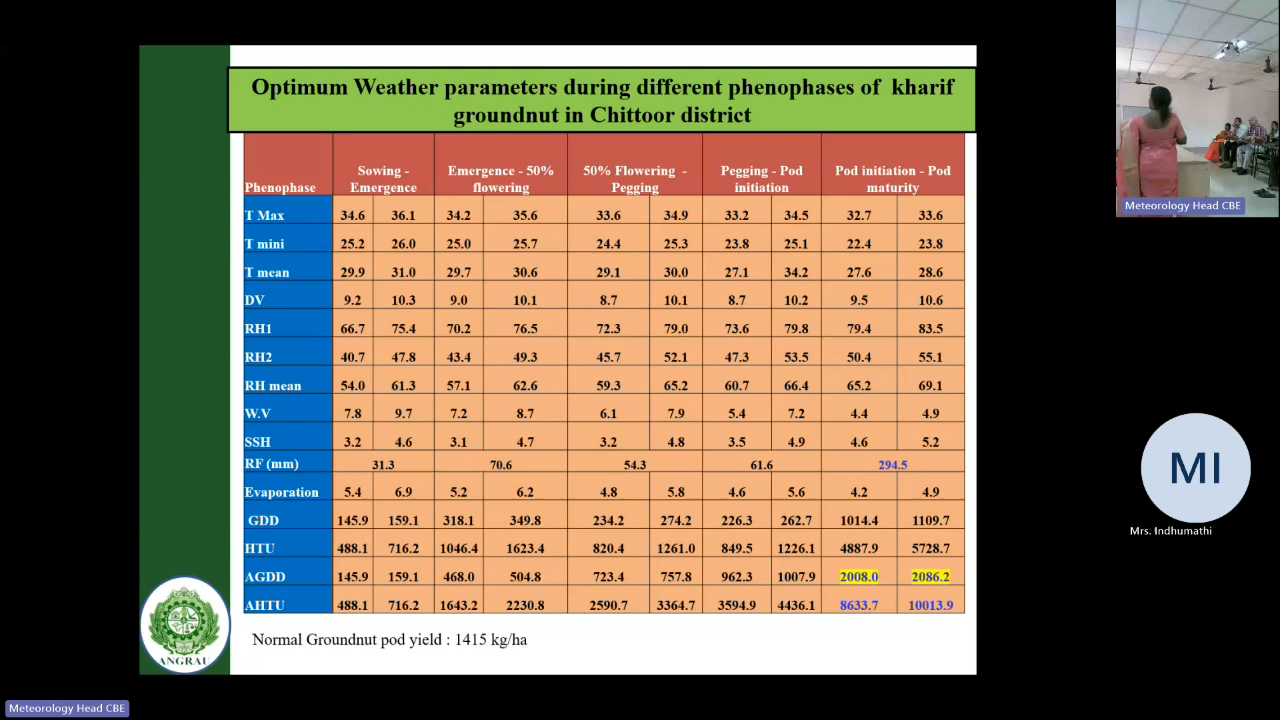 Optimum Weather parameters during different phenophases of kharif
groundnut in Chittoor district
Phenophase Sowing - Emergence Emergence - 50% flowering 50% Flowering - Pegging Pegging - Pod initiation Pod initiation - Pod maturity
T Max 34.6 36.1 34.2 35.6 33.6 34.9 33.2 34.5 32.7 33.6
T mini 25.2 26.0 25.0 25.7 24.4 25.3 23.8 25.1 22.4 23.8
T mean 29.9 31.0 29.7 30.6 29.1 30.0 27.1 34.2 27.6 28.6
DV 9.2 10.3 9.0 10.1 8.7 10.1 8.7 10.2 9.5 10.6
RH1 66.7 75.4 70.2 76.5 72.3 79.0 73.6 79.8 79.4 83.5
RH2 40.7 47.8 43.4 49.3 45.7 52.1 47.3 53.5 50.4 55.1
RH mean 54.0 61.3 57.1 62.6 59.3 65.2 60.7 66.4 65.2 69.1
W.V 7.8 9.7 7.2 8.7 6.1 7.9 5.4 7.2 4.4 4.9
SSH 3.2 4.6 3.1 4.7 3.2 4.8 3.5 4.9 4.6 5.2
RF (mm) 31.3 70.6 54.3 61.6 294.5
Evaporation 5.4 6.9 5.2 6.2 4.8 5.8 4.6 5.6 4.2 4.9
GDD 145.9 159.1 318.1 349.8 234.2 274.2 226.3 262.7 1014.4 1109.7
HTU 488.1 716.2 1046.4 1623.4 820.4 1261.0 849.5 1226.1 4887.9 5728.7
AGDD 145.9 159.1 468.0 504.8 723.4 757.8 962.3 1007.9 2008.0 2086.2
AHTU 488.1 716.2 1643.2 2230.8 2590.7 3364.7 3594.9 4436.1 8633.7 10013.9
Normal Groundnut pod yield : 1415 kg/ha
ANGRAU
Meteorology Head CBE
MI
Mrs. Indhumathi
Meteorology Head CBE